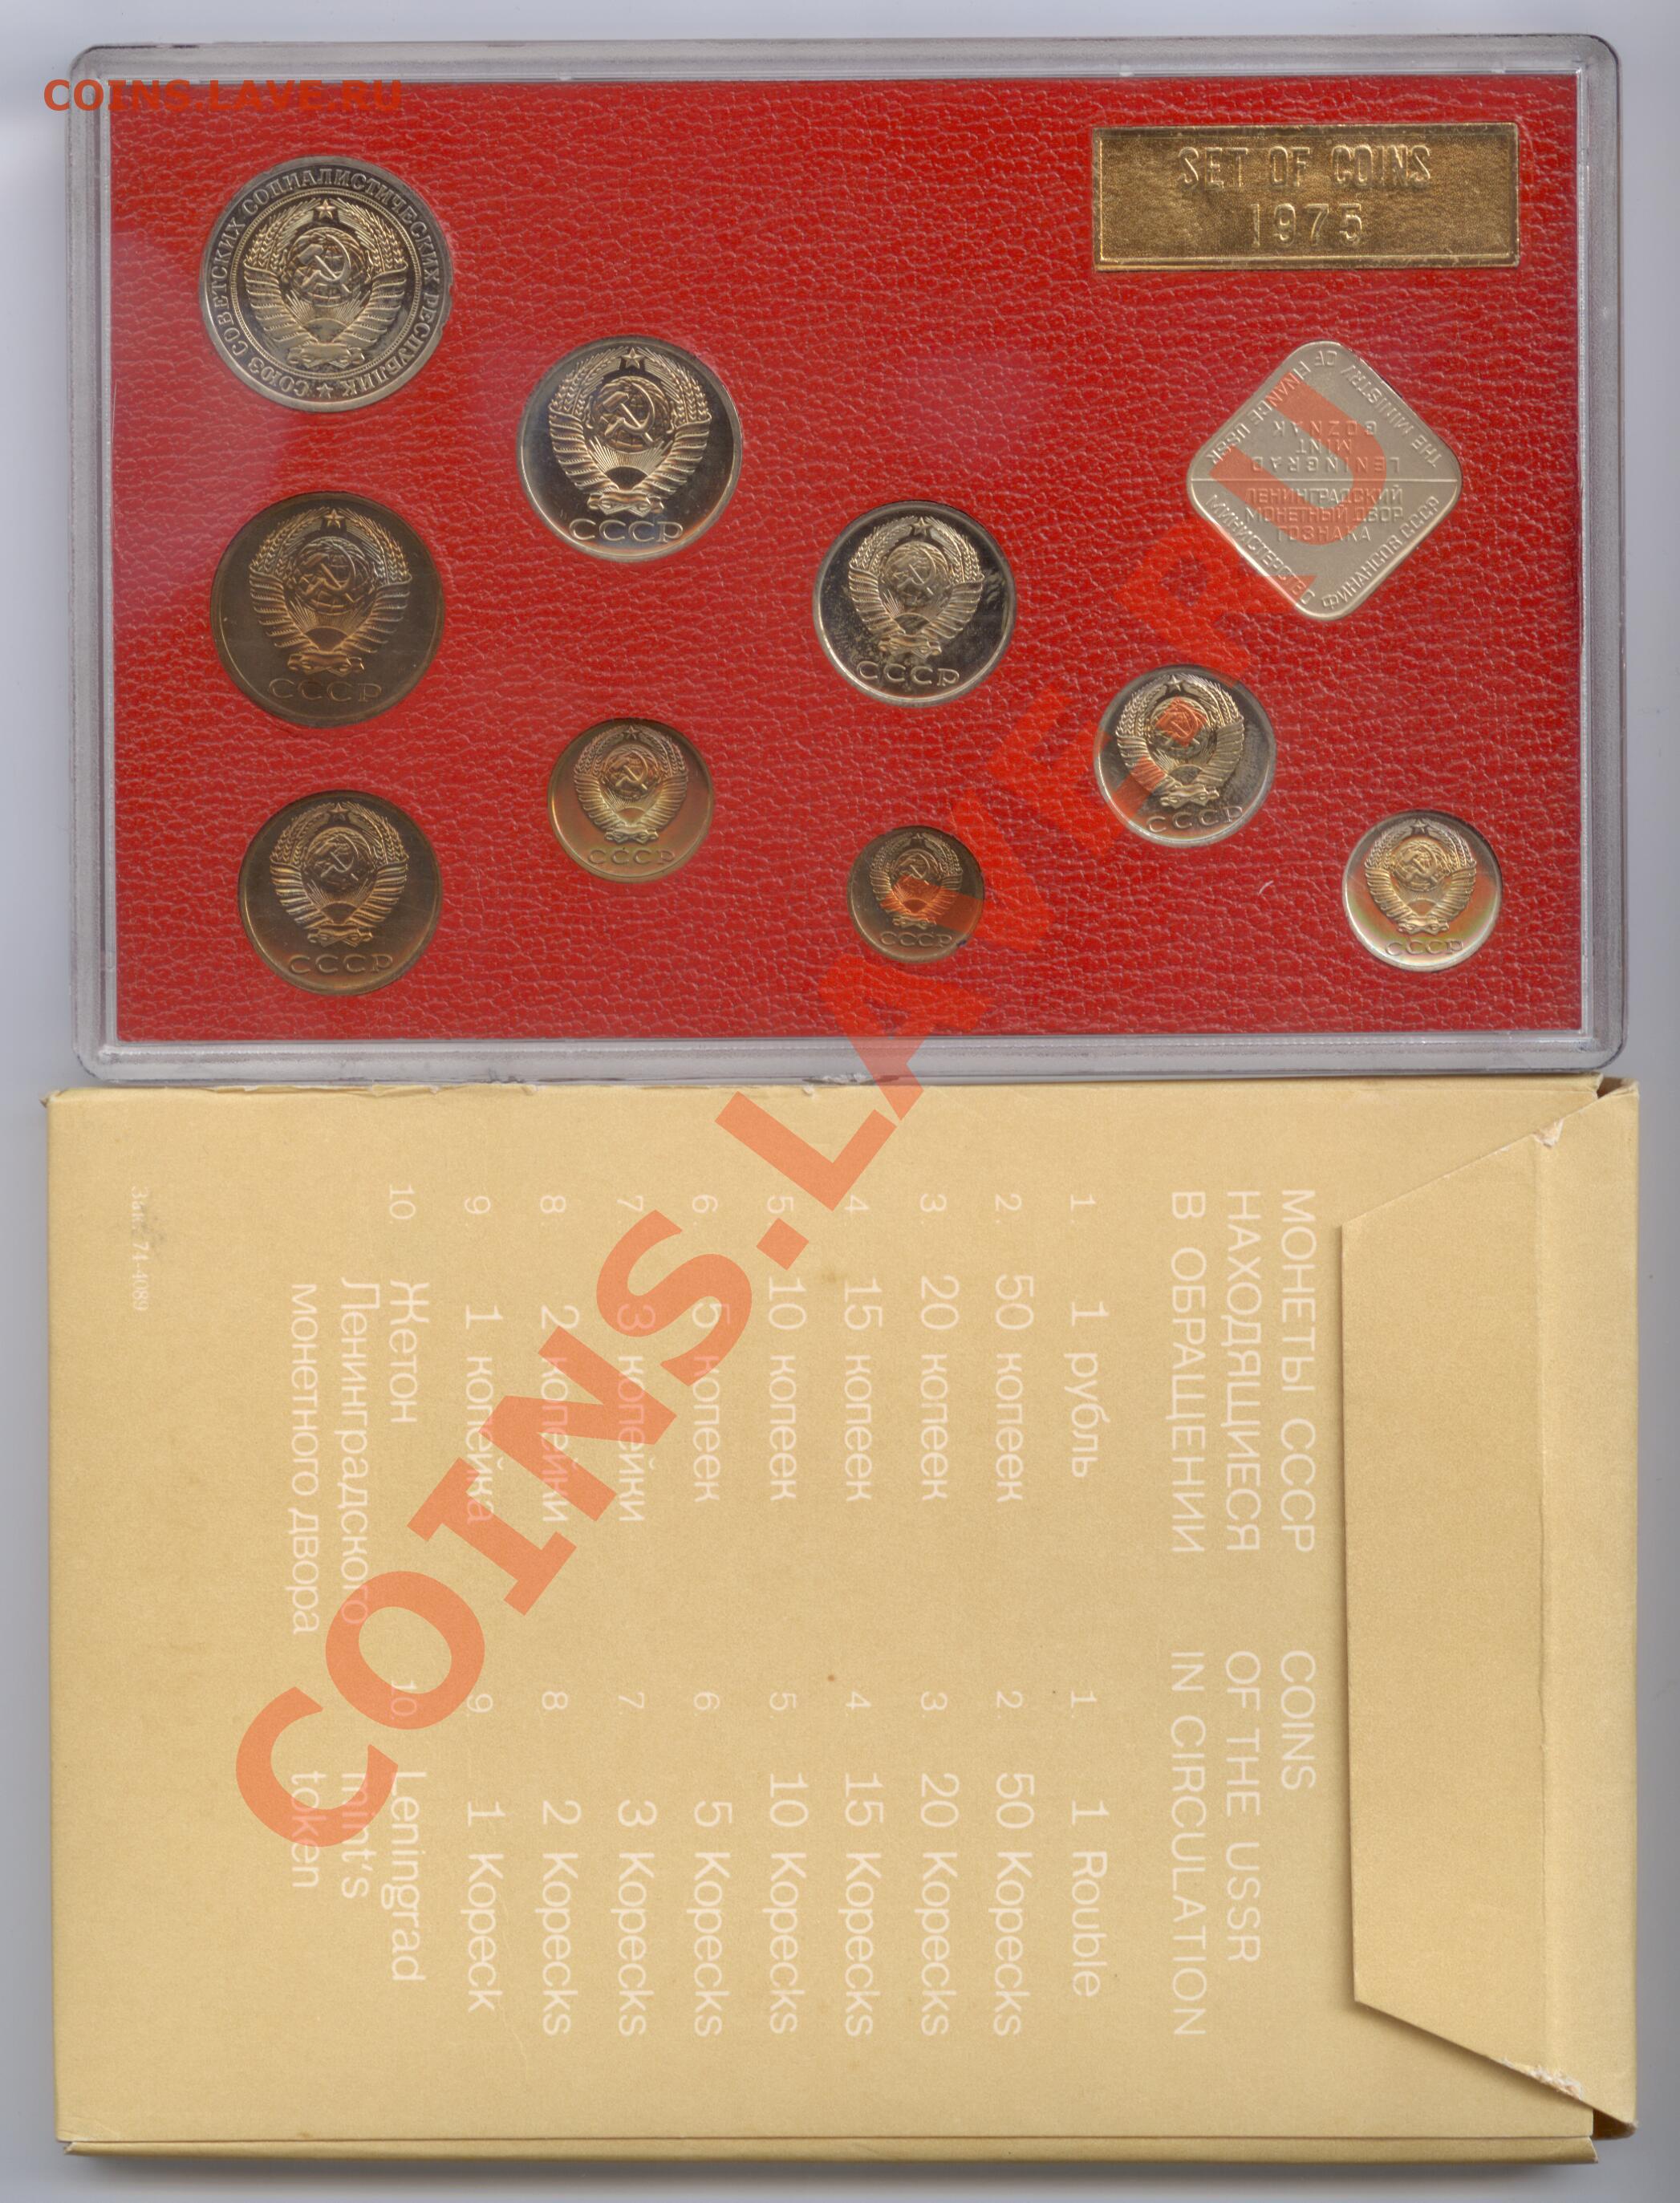 COINS.LAVE.RU
SET OF COINS
1975
СОЮЗ СОВЕТСКИХ СОЦИАЛИСТИЧЕСКИХ РЕСПУБЛИК
СССР
СССР
СССР
СССР
СССР
СССР
СССР
СССР
THE MINISTRY OF FINANCE USSR
LENINGRAD
MINT
GOZNAK
ЛЕНИНГРАДСКИЙ
МОНЕТНЫЙ ДВОР
ГОЗНАКА
МИНИСТЕРСТВО ФИНАНСОВ СССР
COINS.LAVE.RU
МОНЕТЫ СССР
НАХОДЯЩИЕСЯ
В ОБРАЩЕНИИ
1. 1 рубль
2. 50 копеек
3. 20 копеек
4. 15 копеек
5. 10 копеек
6. 5 копеек
7. 3 копейки
8. 2 копейки
9. 1 копейка
10. Жетон
Ленинградского
монетного двора
COINS
OF THE USSR
IN CIRCULATION
1. 1 Rouble
2 50 Kopecks
3. 20 Kopecks
4 15 Kopecks
5 10 Kopecks
6 5 Kopecks
7. 3 Kopecks
8 2 Kopecks
9. 1 Kopeck
10. Leningrad
mint's
token
Зак. 74-4089